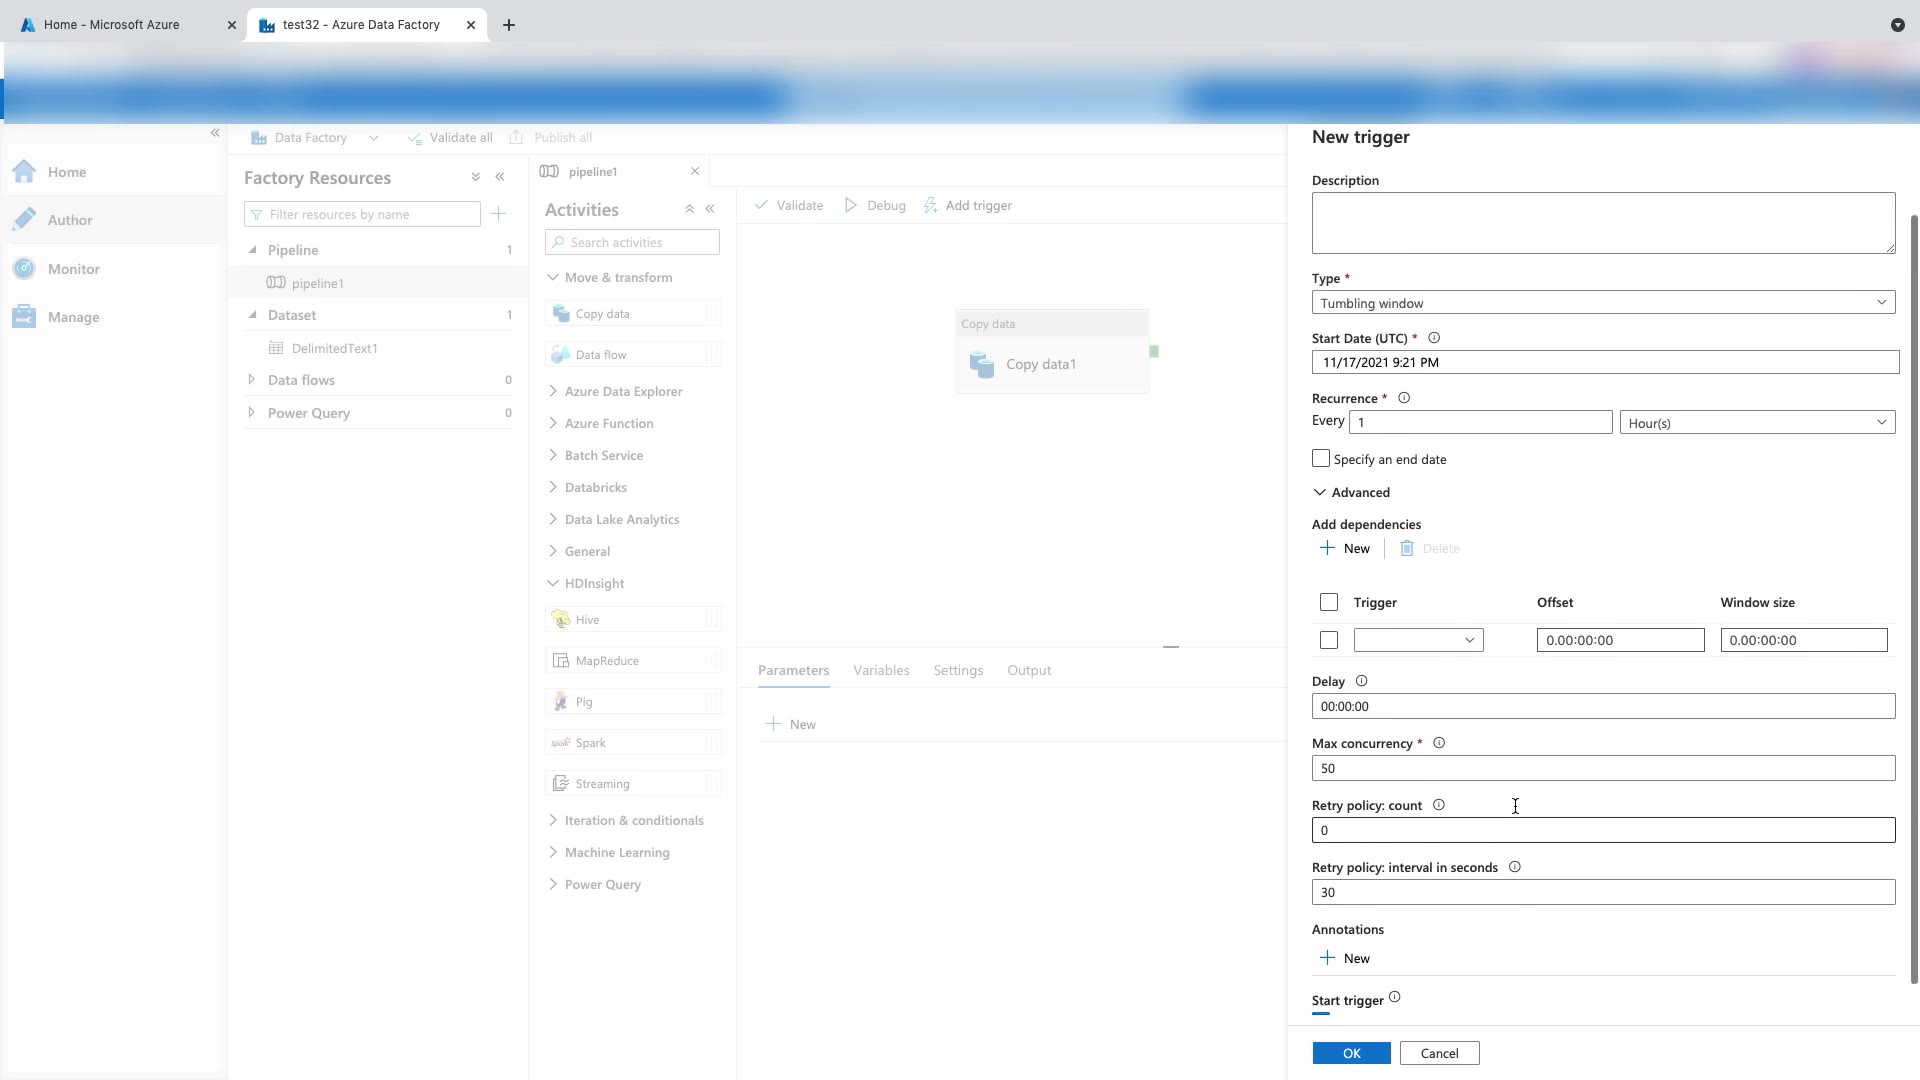 Home - Microsoft Azure
test32 - Azure Data Factory
Data Factory
Validate all
Publish all
Home
Author
Monitor
Manage
Factory Resources
Filter resources by name
Pipeline 1
pipeline1
Dataset 1
DelimitedText1
Data flows 0
Power Query 0
pipeline1
Activities
Search activities
Move & transform
Copy data
Data flow
Azure Data Explorer
Azure Function
Batch Service
Databricks
Data Lake Analytics
General
HDInsight
Hive
MapReduce
Pig
Spark
Streaming
Iteration & conditionals
Machine Learning
Power Query
Validate
Debug
Add trigger
Copy data
Copy data1
Parameters
Variables
Settings
Output
New
New trigger
Description
Type *
Tumbling window
Start Date (UTC) *
11/17/2021 9:21 PM
Recurrence *
Every 1 Hour(s)
Specify an end date
Advanced
Add dependencies
New Delete
Trigger Offset Window size
0.00:00:00 0.00:00:00
Delay
00:00:00
Max concurrency *
50
Retry policy: count
0
Retry policy: interval in seconds
30
Annotations
New
Start trigger
OK Cancel